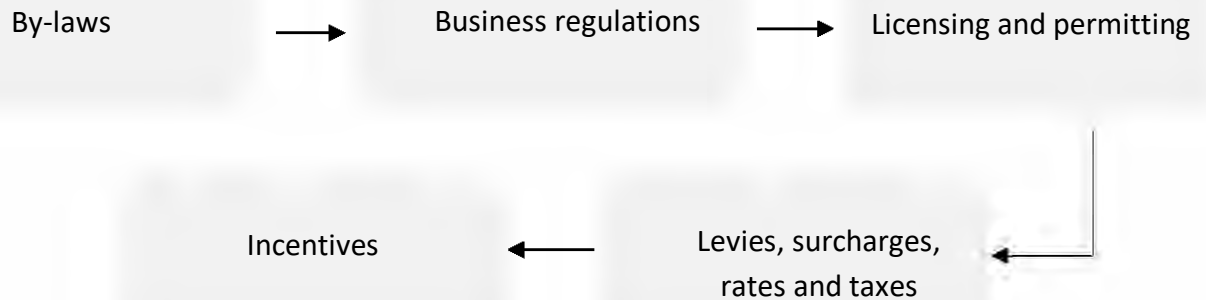 By-laws
Business regulations
Licensing and permitting
Levies, surcharges,
rates and taxes
Incentives